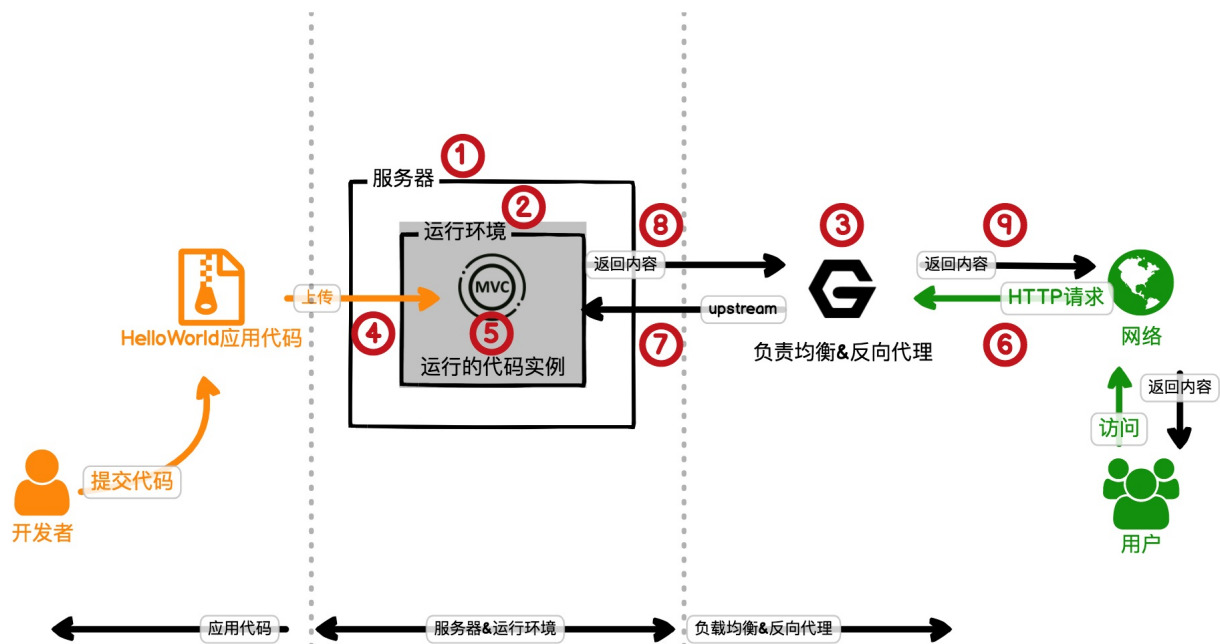 ①
服务器
②
运行环境
⑧
③
⑨
返回内容
返回内容
MVC
上传
HTTP请求
upstream
④
⑤
⑦
⑥
HelloWorld应用代码
运行的代码实例
负责均衡&反向代理
网络
返回内容
访问
提交代码
开发者
用户
应用代码
服务器&运行环境
负载均衡&反向代理